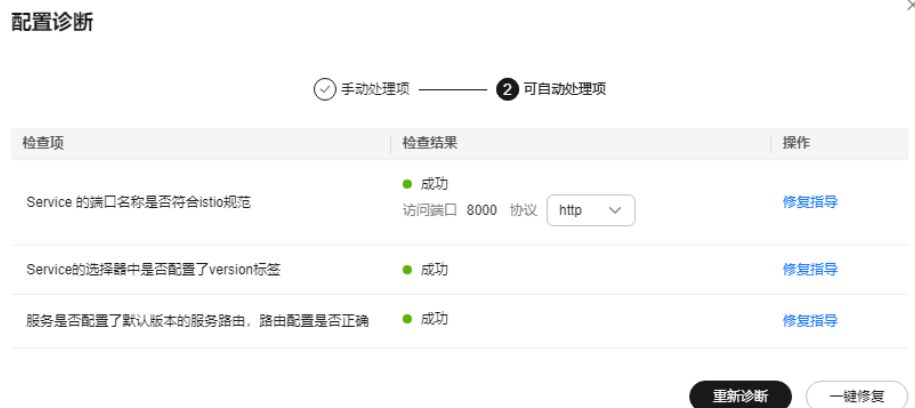 配置诊断
手动处理项 2 可自动处理项
检查项 检查结果 操作
Service 的端口名称是否符合istio规范 成功 修复指导
访问端口 8000 协议 http
Service的选择器中是否配置了version标签 成功 修复指导
服务是否配置了默认版本的服务路由，路由配置是否正确 成功 修复指导
重新诊断 一键修复